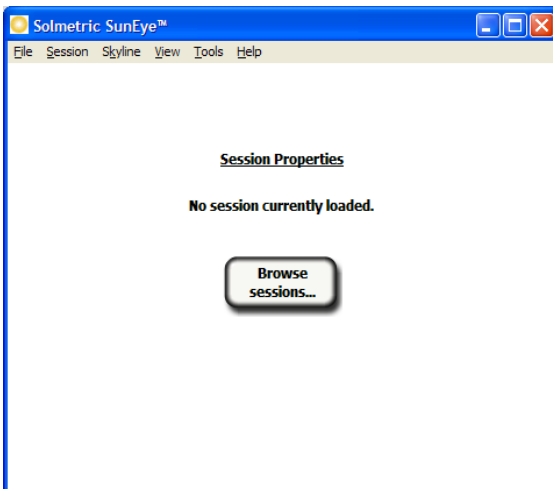 Solmetric SunEye™
File Session Skyline View Tools Help
Session Properties
No session currently loaded.
Browse
sessions...